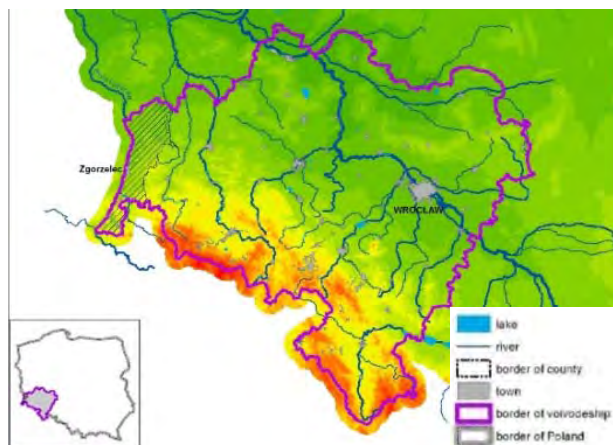 Zgorzelec
WROCŁAW
lake
river
border of county
town
border of voivodeship
border of Poland